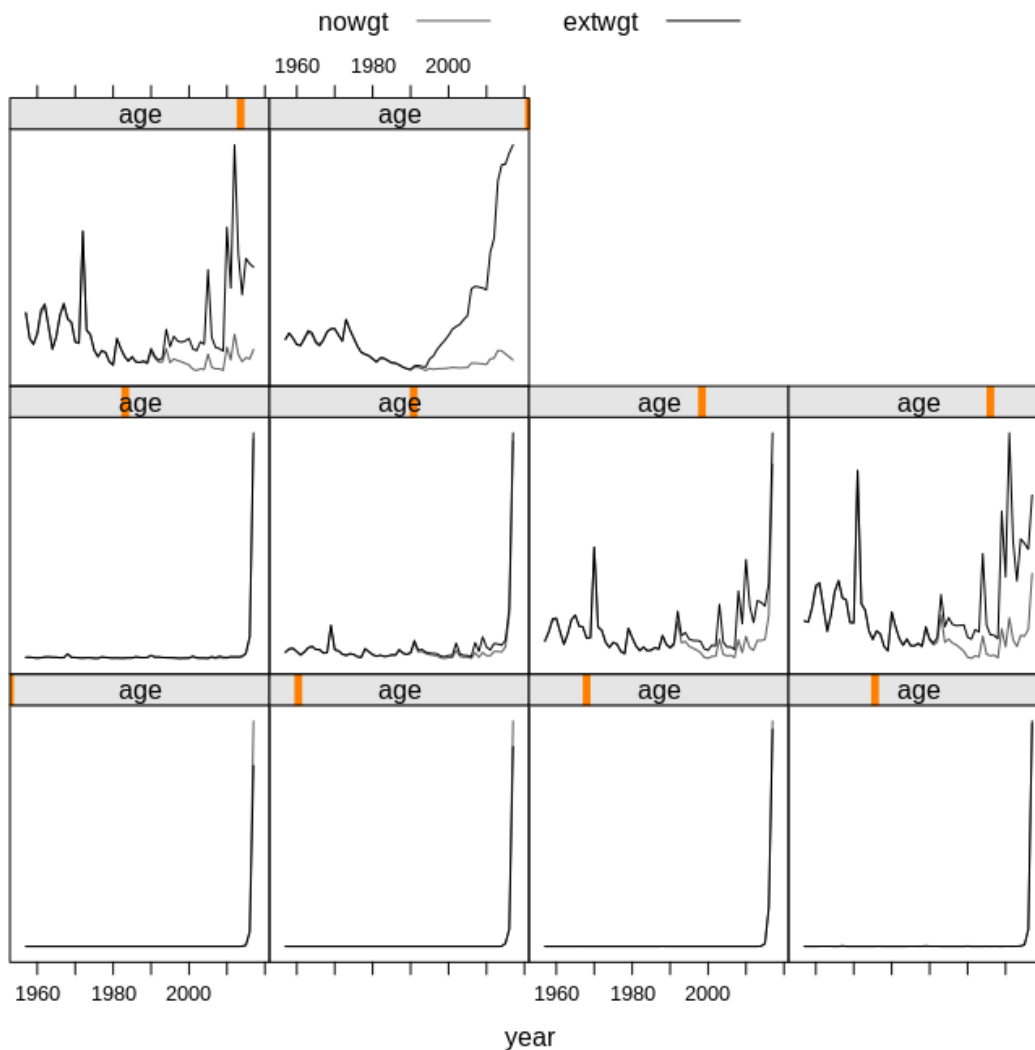 nowgt extwgt
1960 1980 2000
age age
age age age age
age age age age
1960 1980 2000 1960 1980 2000
year